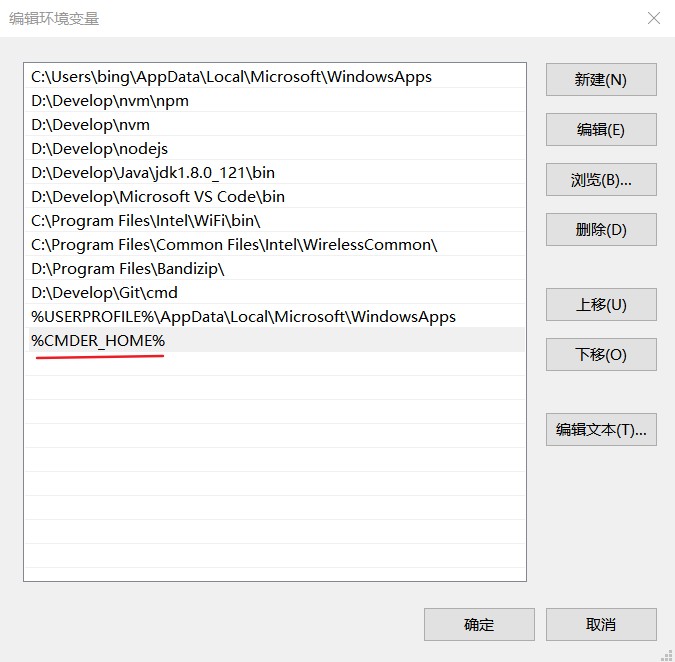 编辑环境变量
C:\Users\bing\AppData\Local\Microsoft\WindowsApps
D:\Develop\nvm\npm
D:\Develop\nvm
D:\Develop\nodejs
D:\Develop\Java\jdk1.8.0_121\bin
D:\Develop\Microsoft VS Code\bin
C:\Program Files\Intel\WiFi\bin\
C:\Program Files\Common Files\Intel\WirelessCommon\
D:\Program Files\Bandizip\
D:\Develop\Git\cmd
%USERPROFILE%\AppData\Local\Microsoft\WindowsApps
%CMDER_HOME%
新建(N)
编辑(E)
浏览(B)...
删除(D)
上移(U)
下移(O)
编辑文本(T)...
确定
取消